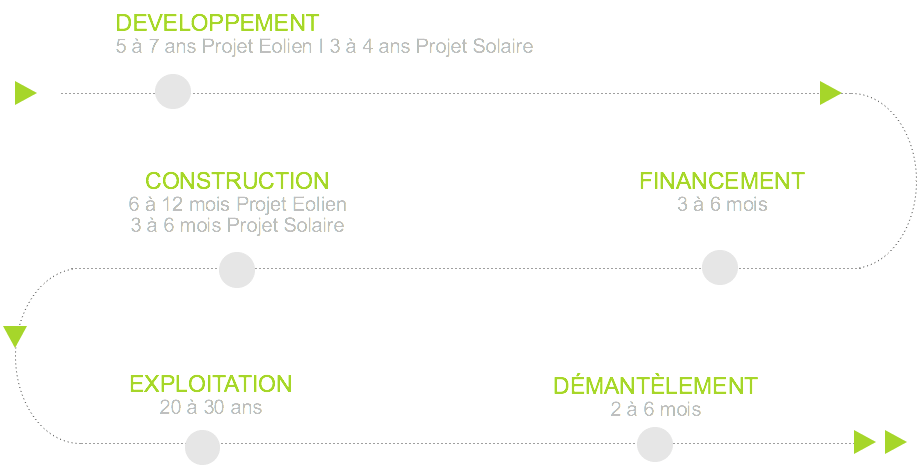 DEVELOPPEMENT
5 à 7 ans Projet Eolien I 3 à 4 ans Projet Solaire
FINANCEMENT
3 à 6 mois
CONSTRUCTION
6 à 12 mois Projet Eolien
3 à 6 mois Projet Solaire
EXPLOITATION
20 à 30 ans
DÉMANTÈLEMENT
2 à 6 mois